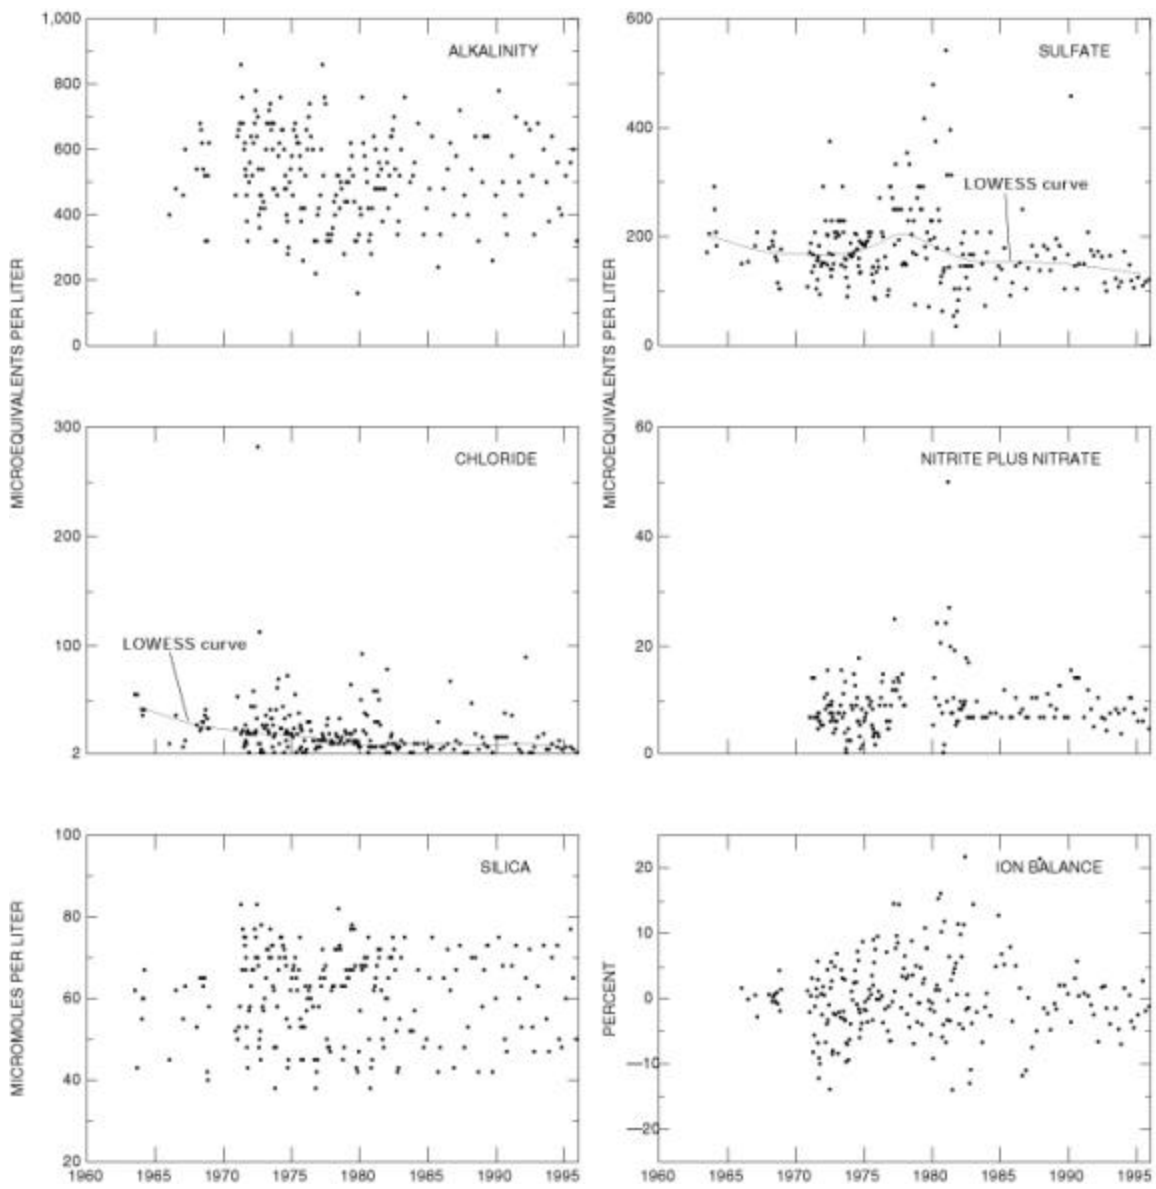 1,000
800
600
400
200
0
ALKALINITY
600
400
200
0
SULFATE
LOWESS curve
MICROEQUIVALENTS PER LITER
MICROEQUIVALENTS PER LITER
300
200
100
2
CHLORIDE
LOWESS curve
60
40
20
0
NITRITE PLUS NITRATE
100
80
60
40
20
SILICA
MICROMOLES PER LITER
1960 1965 1970 1975 1980 1985 1990 1995
20
10
0
—10
—20
ION BALANCE
PERCENT
1960 1965 1970 1975 1980 1985 1990 1995